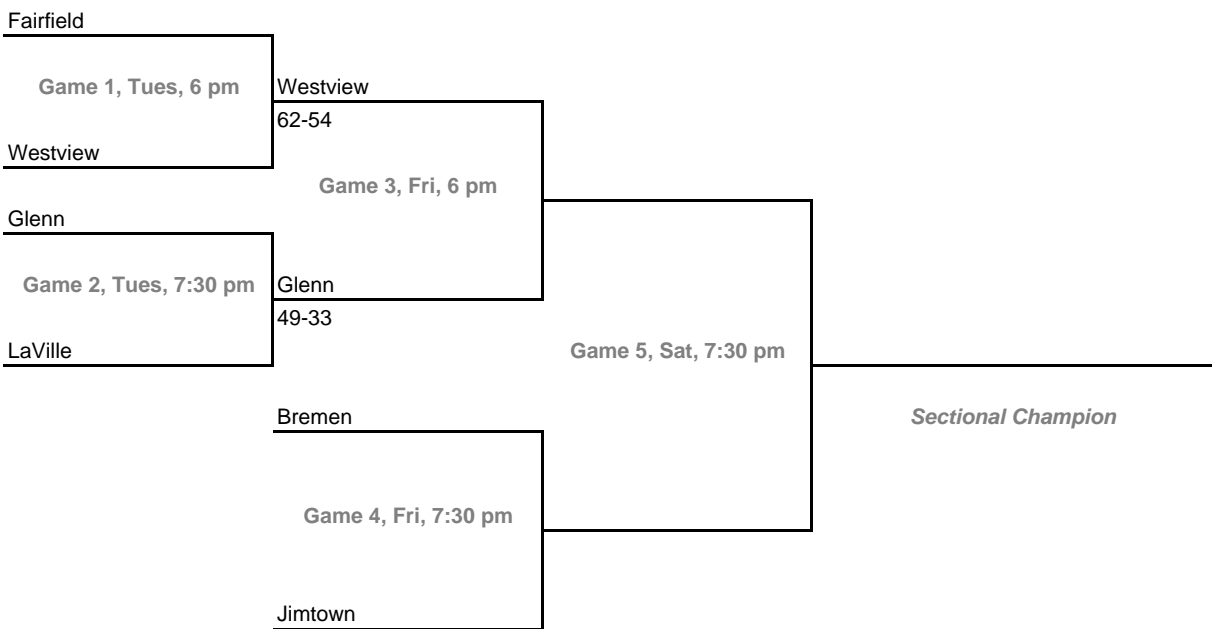 Fairfield
Game 1, Tues, 6 pm
Westview
62-54
Westview
Game 3, Fri, 6 pm
Glenn
Game 2, Tues, 7:30 pm
Glenn
49-33
LaVille
Game 5, Sat, 7:30 pm
Bremen
Sectional Champion
Game 4, Fri, 7:30 pm
Jimtown